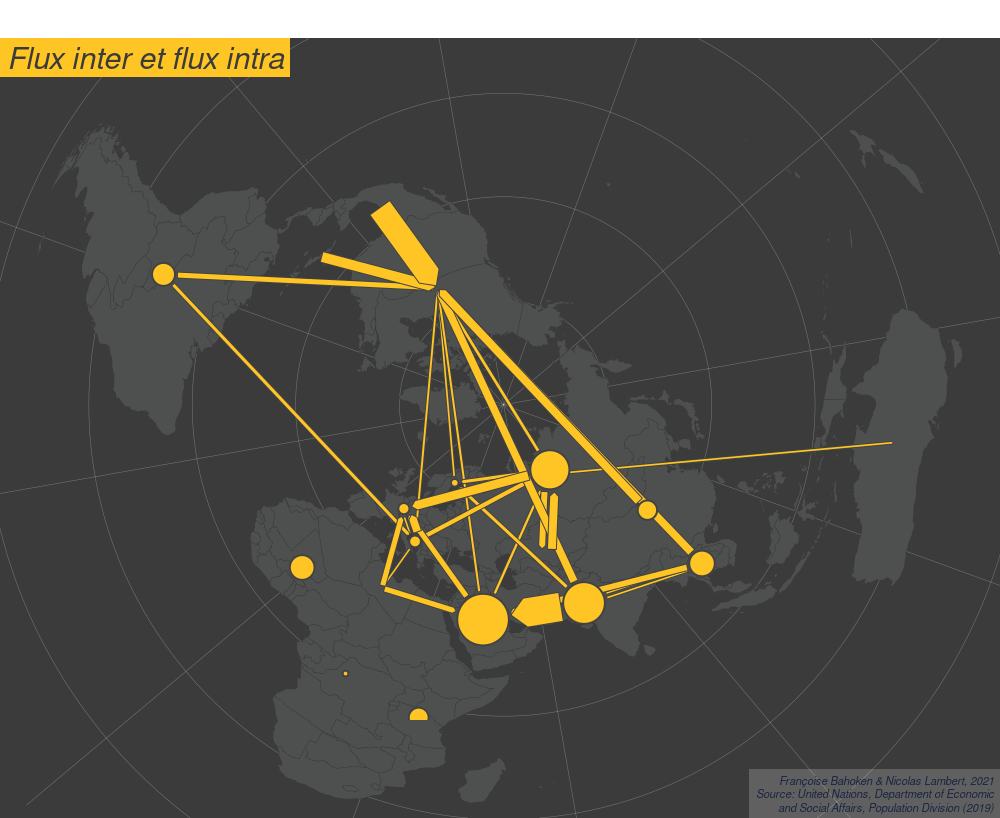 Flux inter et flux intra
Françoise Bahoken & Nicolas Lambert, 2021
Source: United Nations, Department of Economic
and Social Affairs, Population Division (2019)